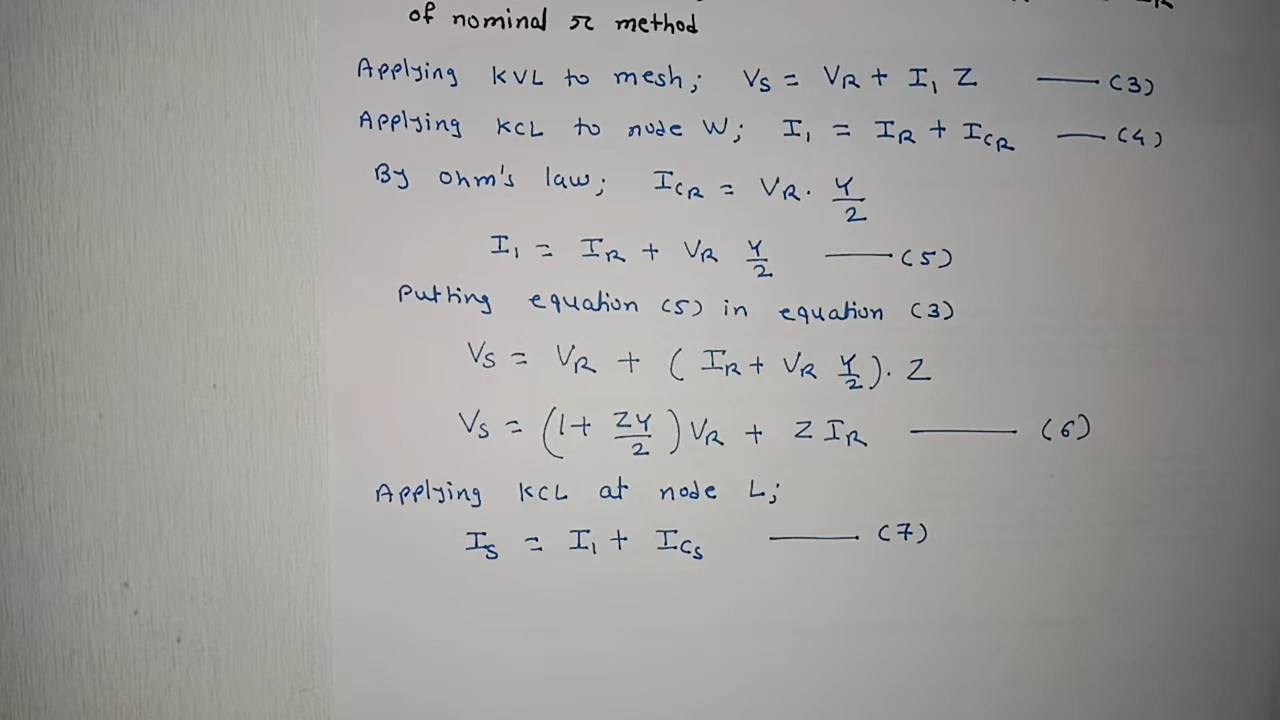 of nominal π method
Applying KVL to mesh; VS = VR + I1 Z —— (3)
Applying KCL to node W; I1 = IR + ICR —— (4)
By ohm's law; ICR = VR . Y/2
I1 = IR + VR Y/2 —— (5)
Putting equation (5) in equation (3)
VS = VR + ( IR + VR Y/2 ) . Z
VS = (1 + ZY/2 ) VR + Z IR —— (6)
Applying KCL at node L;
IS = I1 + ICS —— (7)